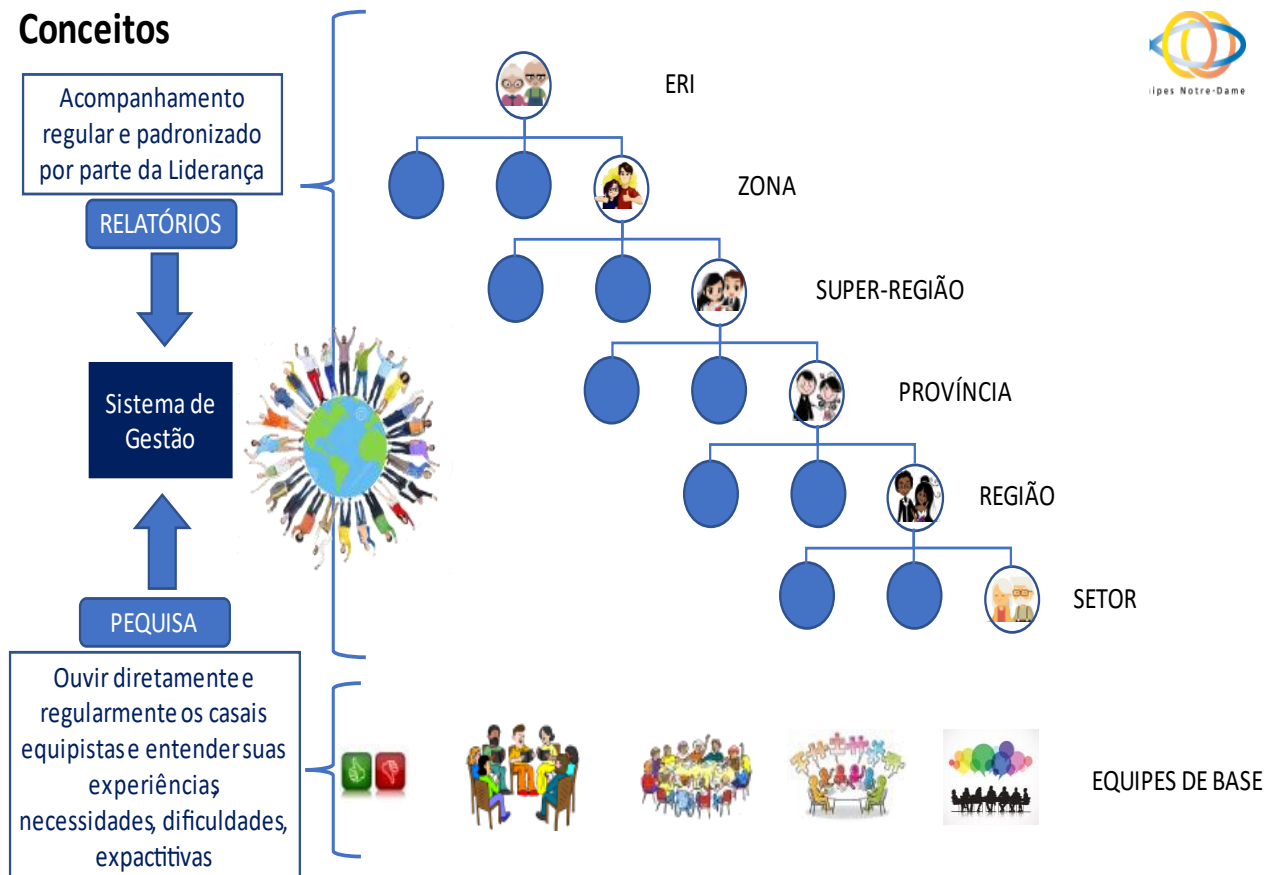 Conceitos
Acompanhamento
regular e padronizado
por parte da Liderança
RELATÓRIOS
Sistema de
Gestão
PEQUISA
Ouvir diretamente e
regularmente os casais
equipistas e entender suas
experiências,
necessidades, dificuldades,
expactitivas
ERI
ZONA
SUPER-REGIÃO
PROVÍNCIA
REGIÃO
SETOR
EQUIPES DE BASE
ipes Notre-Dame